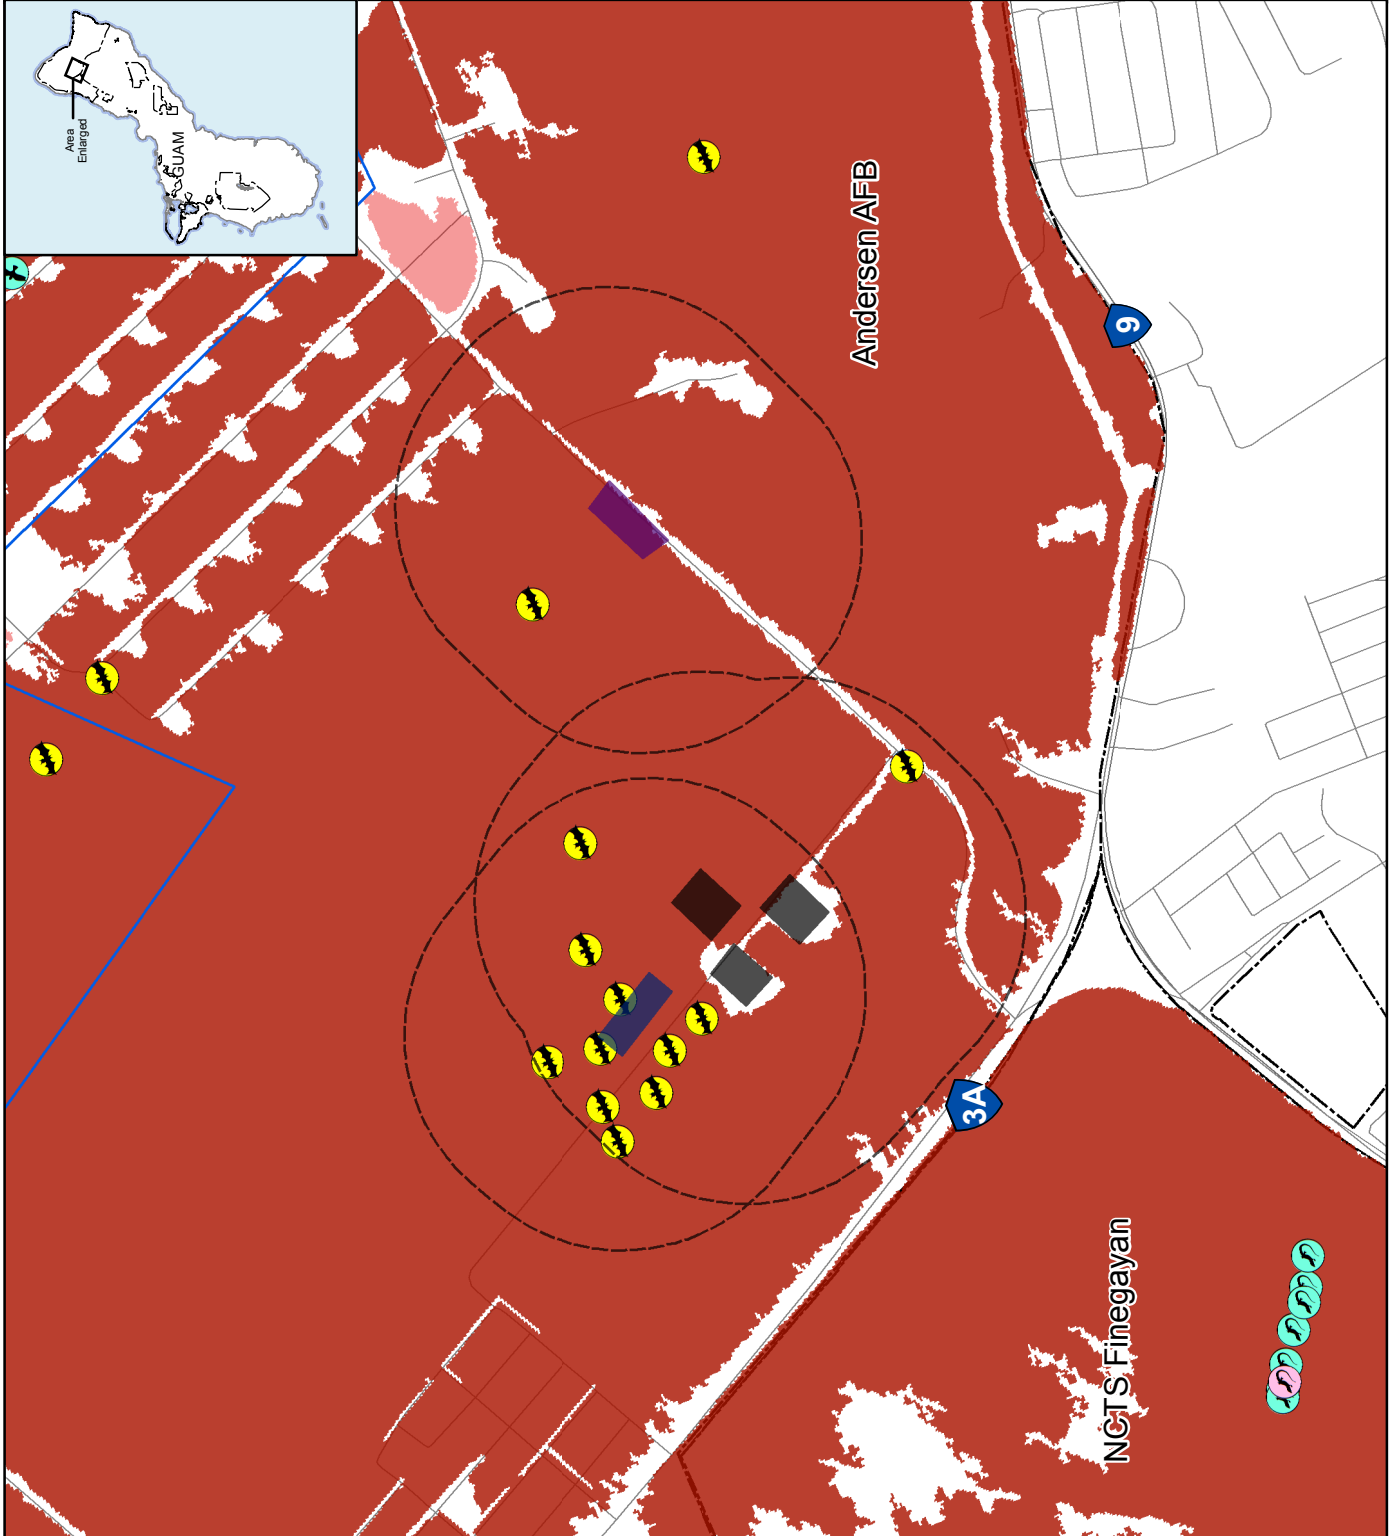 Area
Enlarged
GUAM
Andersen AFB
9
3A
NCTS Finegayan